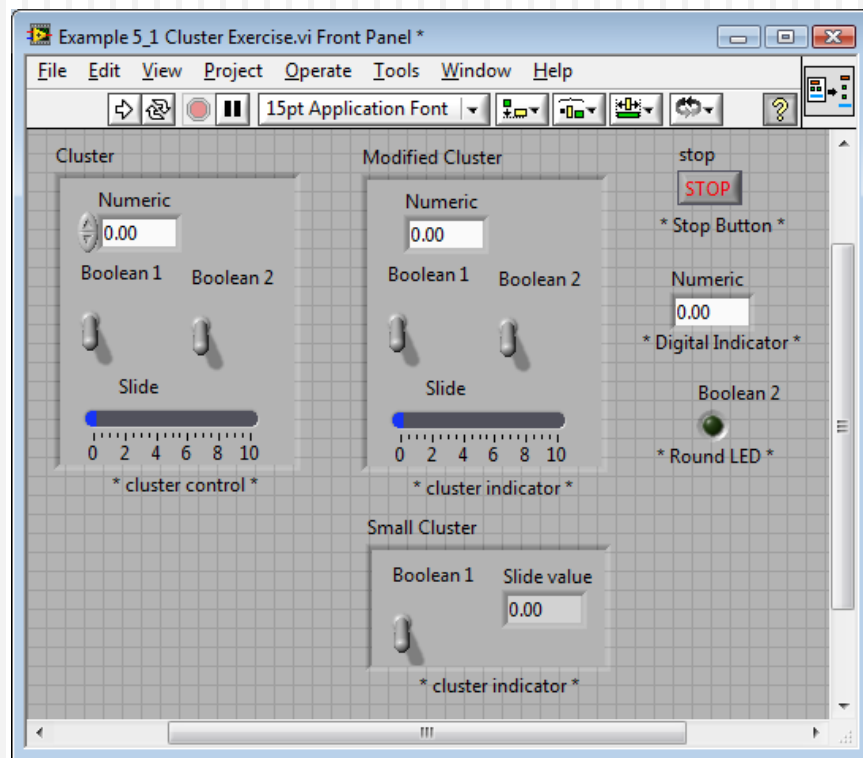 Example 5_1 Cluster Exercise.vi Front Panel *
File Edit View Project Operate Tools Window Help
15pt Application Font
Cluster
Numeric
0.00
Boolean 1 Boolean 2
Slide
0 2 4 6 8 10
* cluster control *
Modified Cluster
Numeric
0.00
Boolean 1 Boolean 2
Slide
0 2 4 6 8 10
* cluster indicator *
Small Cluster
Boolean 1 Slide value
0.00
* cluster indicator *
stop
STOP
* Stop Button *
Numeric
0.00
* Digital Indicator *
Boolean 2
* Round LED *